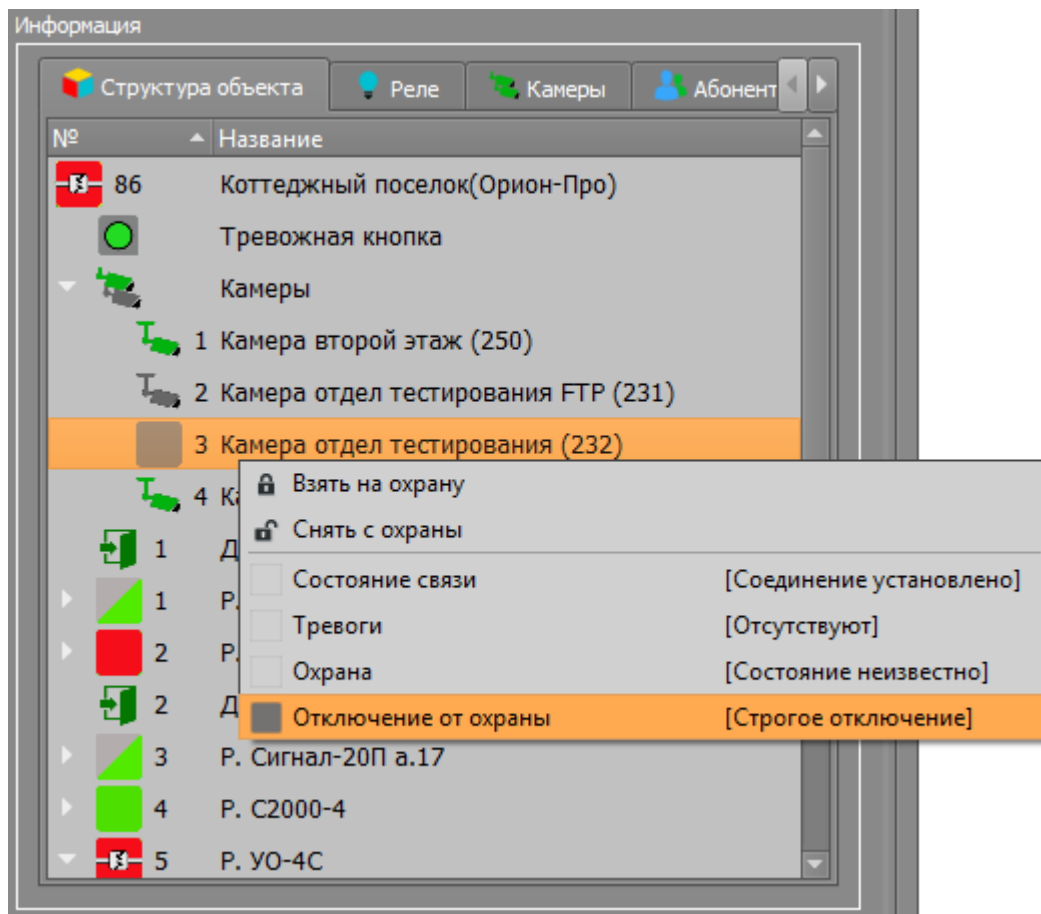 Информация
Структура объекта Реле Камеры Абонент
№ Название
86 Коттеджный поселок(Орион-Про)
Тревожная кнопка
Камеры
1 Камера второй этаж (250)
2 Камера отдел тестирования FTP (231)
3 Камера отдел тестирования (232)
Взять на охрану
4 Ка
Снять с охраны
1 Д
Состояние связи [Соединение установлено]
1 Р.
Тревоги [Отсутствуют]
2 Р.
Охрана [Состояние неизвестно]
2 Д
Отключение от охраны [Строгое отключение]
3 Р. Сигнал-20П а.17
4 Р. С2000-4
5 Р. УО-4С